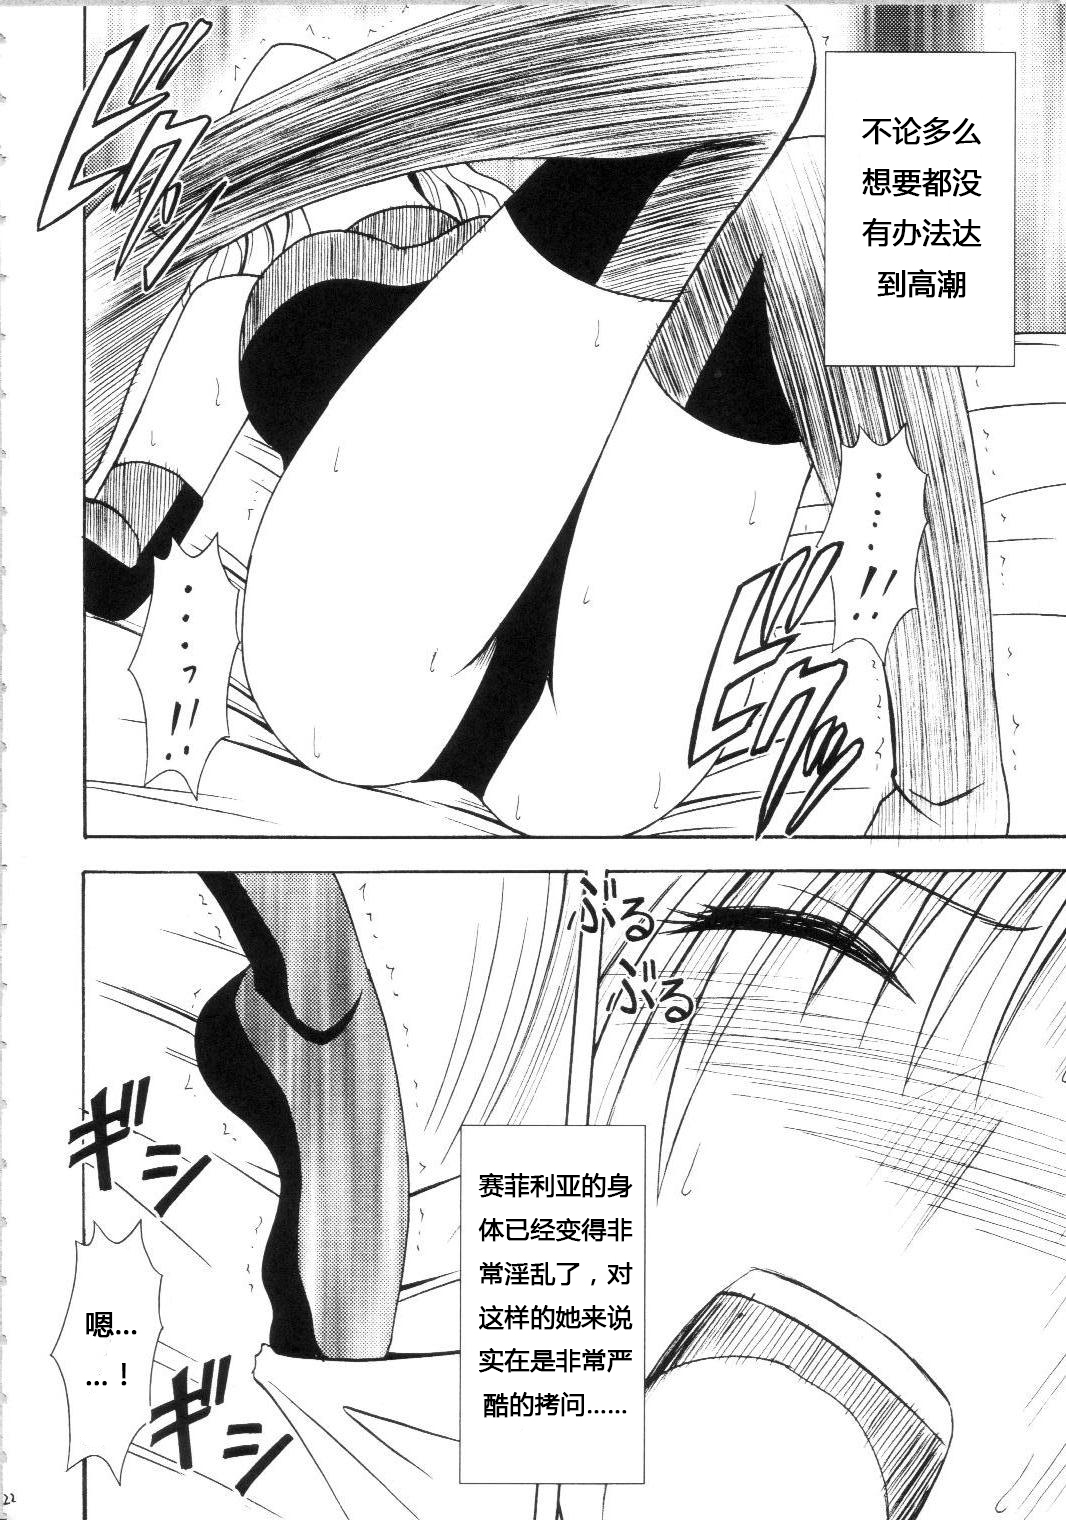 不论多么
想要都没
有办法达
到高潮
ビクッ
……!!
……っ!!
ビクッ
ぶる
ぶる
ギシ
赛菲利亚的身
体已经变得非
常淫乱了，对
这样的她来说
实在是非常严
酷的拷问……
嗯…
…！
ギシ
22